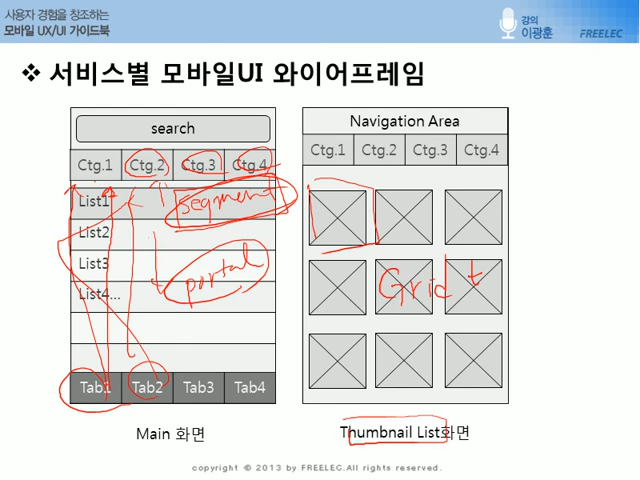 사용자 경험을 창조하는
모바일 UX/UI 가이드북
강의
이광훈
FREELEC
❖ 서비스별 모바일UI 와이어프레임
search
Ctg.1 Ctg.2 Ctg.3 Ctg.4
List1
List2
List3
List4...
segment
portal
Tab1 Tab2 Tab3 Tab4
Main 화면
Navigation Area
Ctg.1 Ctg.2 Ctg.3 Ctg.4
Grid
Thumbnail List화면
copyright ⓒ 2013 by FREELEC.All rights reserved.